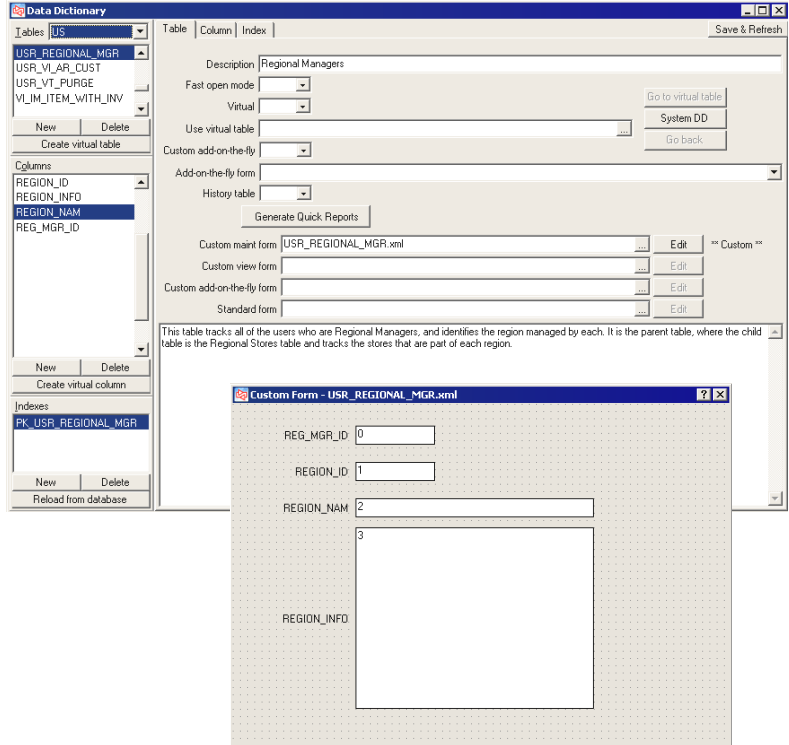 Data Dictionary
Tables US
USR_REGIONAL_MGR
USR_VI_AR_CUST
USR_VT_PURGE
VI_IM_ITEM_WITH_INV
New Delete
Create virtual table
Columns
REGION_ID
REGION_INFO
REGION_NAM
REG_MGR_ID
New Delete
Create virtual column
Indexes
PK_USR_REGIONAL_MGR
New Delete
Reload from database
Table Column Index
Save & Refresh
Description Regional Managers
Fast open mode
Virtual
Use virtual table ...
Custom add-on-the-fly
Add-on-the-fly form
History table
Go to virtual table
System DD
Go back
Generate Quick Reports
Custom maint form USR_REGIONAL_MGR.xml ... Edit ** Custom **
Custom view form ... Edit
Custom add-on-the-fly form ... Edit
Standard form ... Edit
This table tracks all of the users who are Regional Managers, and identifies the region managed by each. It is the parent table, where the child
table is the Regional Stores table and tracks the stores that are part of each region.
Custom Form - USR_REGIONAL_MGR.xml
REG_MGR_ID 0
REGION_ID 1
REGION_NAM 2
3
REGION_INFO